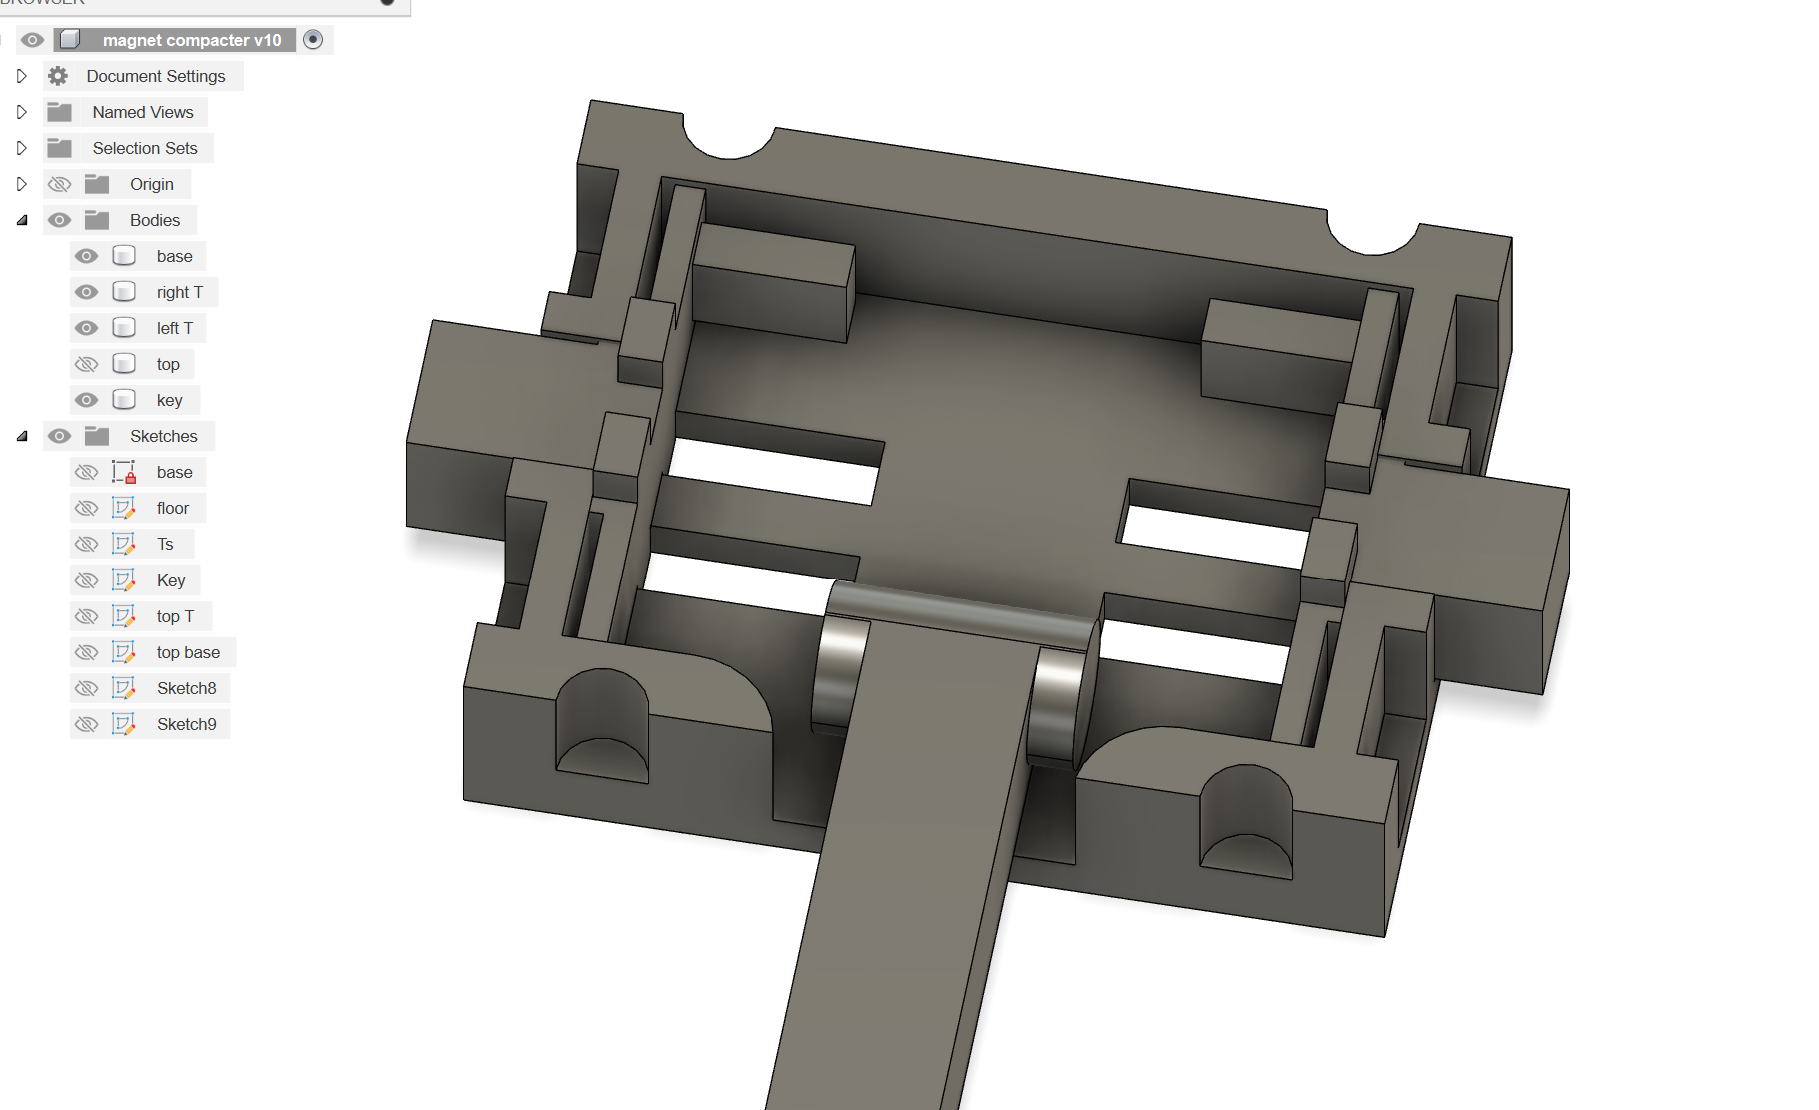 BROWSER
magnet compacter v10
Document Settings
Named Views
Selection Sets
Origin
Bodies
base
right T
left T
top
key
Sketches
base
floor
Ts
Key
top T
top base
Sketch8
Sketch9